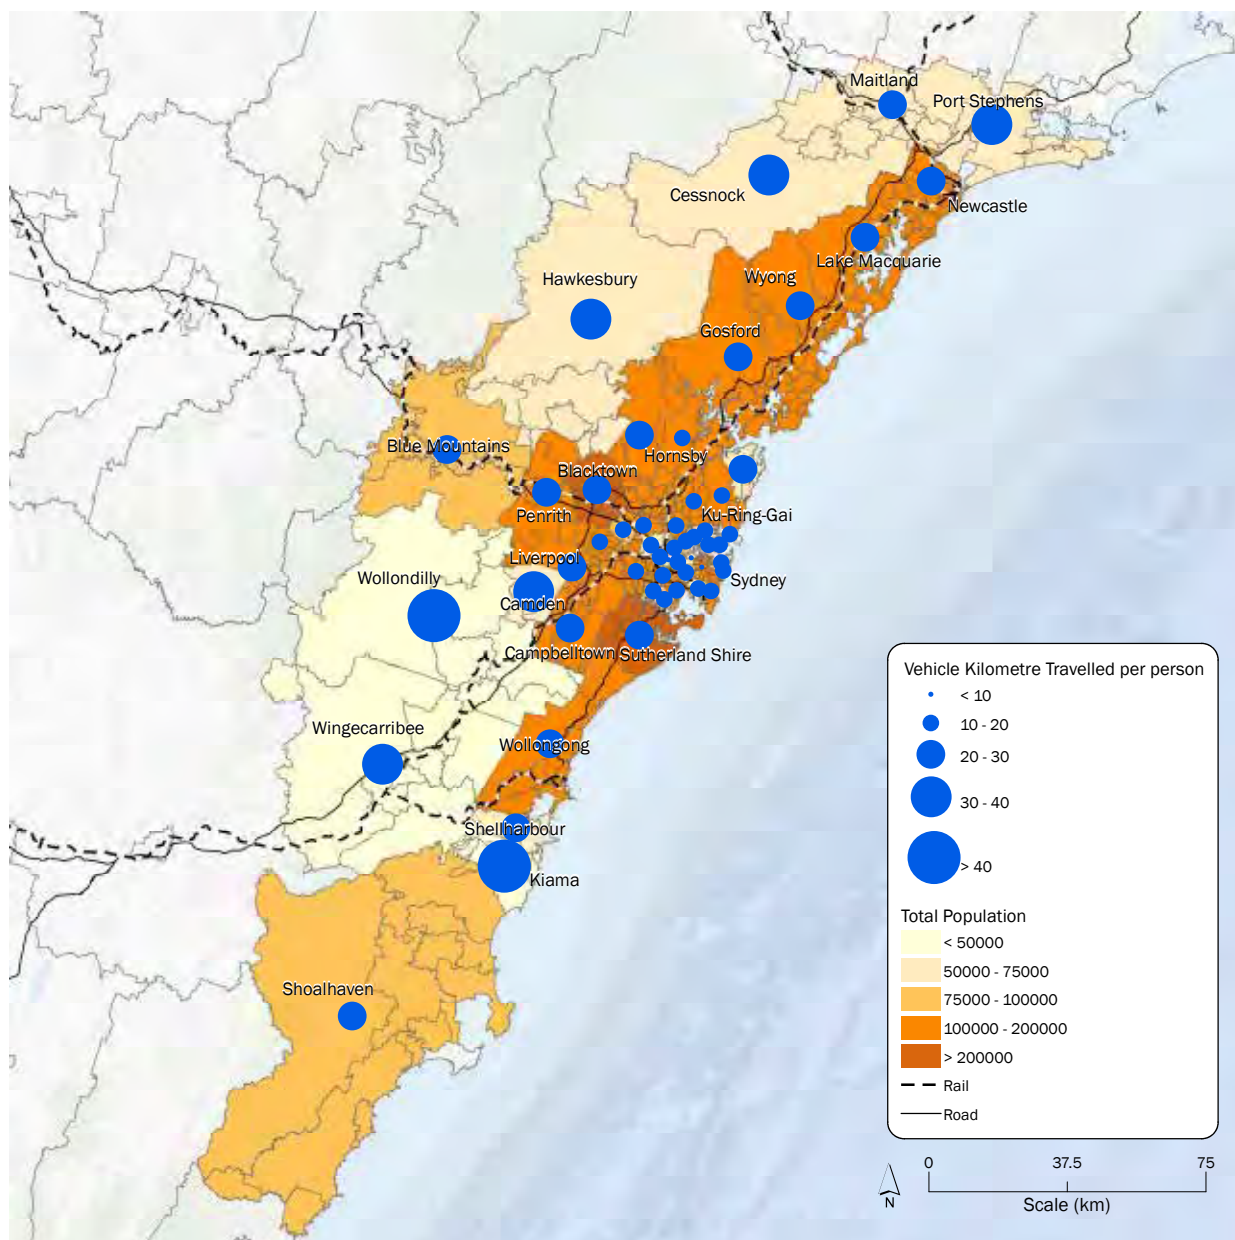 Maitland
Port Stephens
Cessnock
Newcastle
Lake Macquarie
Hawkesbury
Wyong
Gosford
Blue Mountains
Hornsby
Blacktown
Penrith
Ku-Ring-Gai
Liverpool
Wollondilly
Sydney
Camden
Campbelltown
Sutherland Shire
Wingecarribee
Wollongong
Shellharbour
Kiama
Shoalhaven
Vehicle Kilometre Travelled per person
< 10
10 - 20
20 - 30
30 - 40
> 40
Total Population
< 50000
50000 - 75000
75000 - 100000
100000 - 200000
> 200000
Rail
Road
N
0 37.5 75
Scale (km)